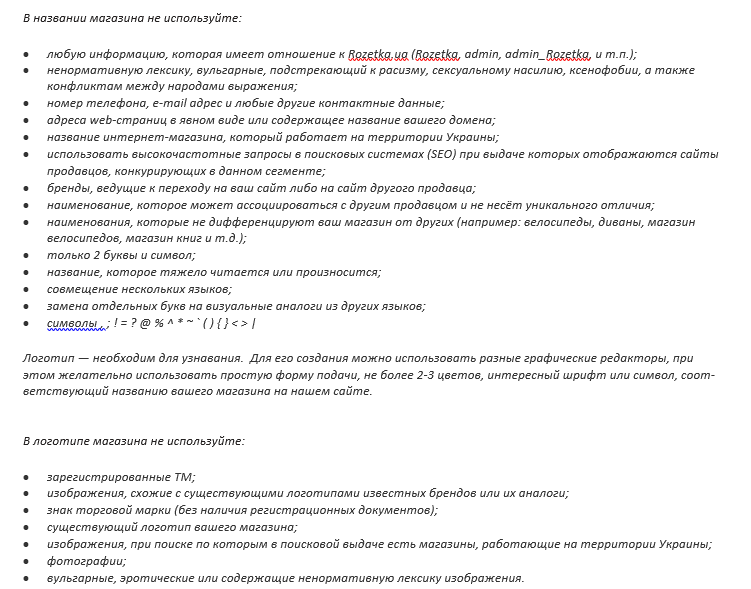 В названии магазина не используйте:
• любую информацию, которая имеет отношение к Rozetka.ua (Rozetka, admin, admin_Rozetka, и т.п.);
• ненормативную лексику, вульгарные, подстрекающий к расизму, сексуальному насилию, ксенофобии, а также
конфликтам между народами выражения;
• номер телефона, e-mail адрес и любые другие контактные данные;
• адреса web-страниц в явном виде или содержащее название вашего домена;
• название интернет-магазина, который работает на территории Украины;
• использовать высокочастотные запросы в поисковых системах (SEO) при выдаче которых отображаются сайты
продавцов, конкурирующих в данном сегменте;
• бренды, ведущие к переходу на ваш сайт либо на сайт другого продавца;
• наименование, которое может ассоциироваться с другим продавцом и не несёт уникального отличия;
• наименования, которые не дифференцируют ваш магазин от других (например: велосипеды, диваны, магазин
велосипедов, магазин книг и т.д.);
• только 2 буквы и символ;
• название, которое тяжело читается или произносится;
• совмещение нескольких языков;
• замена отдельных букв на визуальные аналоги из других языков;
• символы , ; ! = ? @ % ^ * ~ ` ( ) { } < > |
Логотип — необходим для узнавания. Для его создания можно использовать разные графические редакторы, при
этом желательно использовать простую форму подачи, не более 2-3 цветов, интересный шрифт или символ, соот-
ветствующий названию вашего магазина на нашем сайте.
В логотипе магазина не используйте:
• зарегистрированные ТМ;
• изображения, схожие с существующими логотипами известных брендов или их аналоги;
• знак торговой марки (без наличия регистрационных документов);
• существующий логотип вашего магазина;
• изображения, при поиске по которым в поисковой выдаче есть магазины, работающие на территории Украины;
• фотографии;
• вульгарные, эротические или содержащие ненормативную лексику изображения.